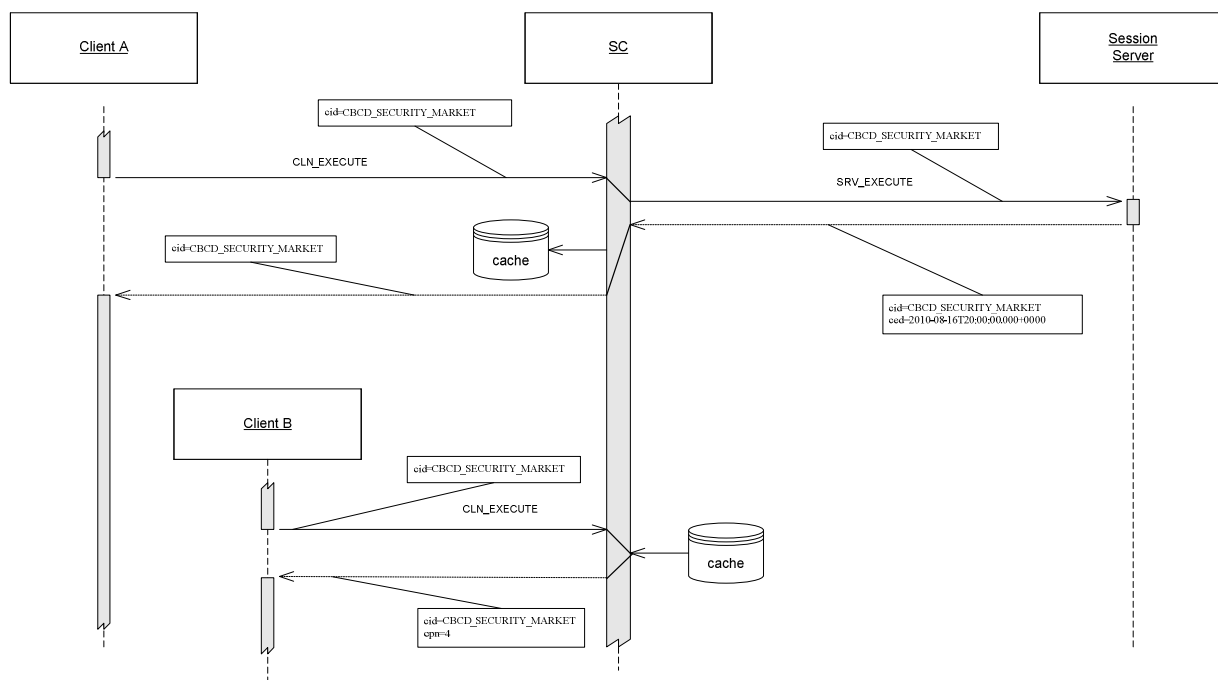 Client A
SC
Session
Server
cid=CBCD_SECURITY_MARKET
cid=CBCD_SECURITY_MARKET
CLN_EXECUTE
SRV_EXECUTE
cid=CBCD_SECURITY_MARKET
cache
cid=CBCD_SECURITY_MARKET
ced=2010-08-16T20:00:00.000+0000
Client B
cid=CBCD_SECURITY_MARKET
CLN_EXECUTE
cache
cid=CBCD_SECURITY_MARKET
cpn=4